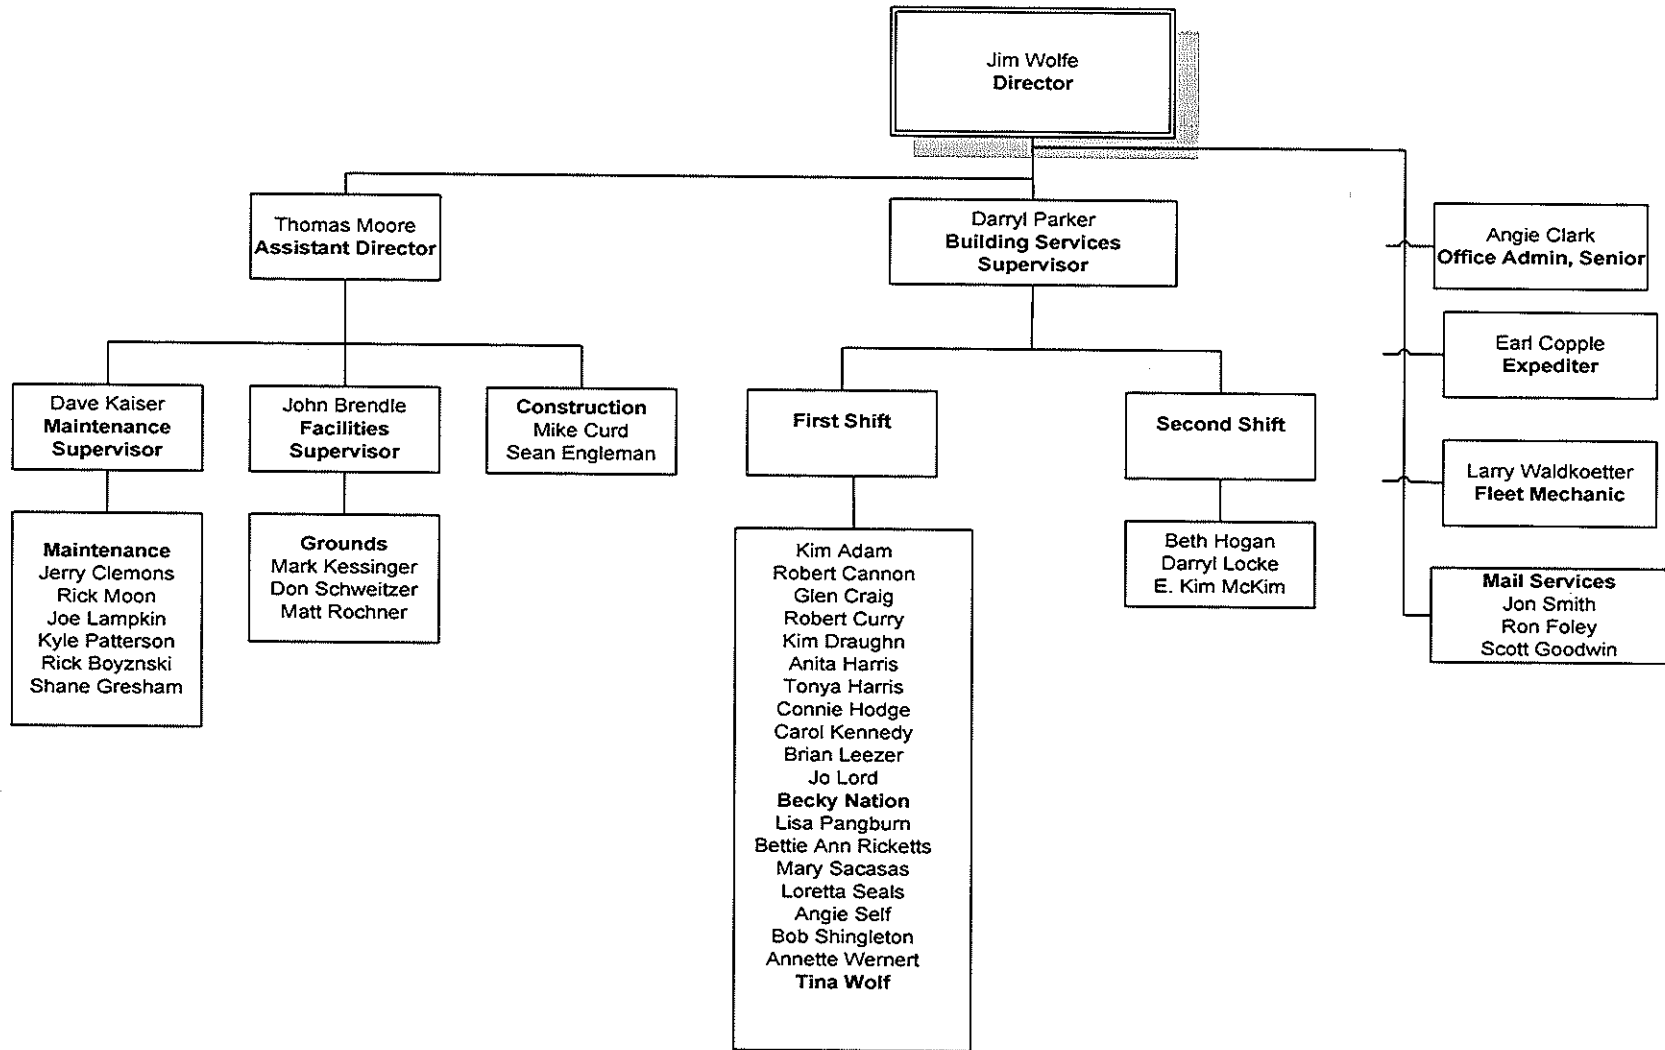 Jim Wolfe
Director
Thomas Moore
Assistant Director
Darryl Parker
Building Services
Supervisor
Angie Clark
Office Admin, Senior
Earl Copple
Expediter
Larry Waldkoetter
Fleet Mechanic
Mail Services
Jon Smith
Ron Foley
Scott Goodwin
Dave Kaiser
Maintenance
Supervisor
John Brendle
Facilities
Supervisor
Construction
Mike Curd
Sean Engleman
First Shift
Second Shift
Maintenance
Jerry Clemons
Rick Moon
Joe Lampkin
Kyle Patterson
Rick Boyznski
Shane Gresham
Grounds
Mark Kessinger
Don Schweitzer
Matt Rochner
Kim Adam
Robert Cannon
Glen Craig
Robert Curry
Kim Draughn
Anita Harris
Tonya Harris
Connie Hodge
Carol Kennedy
Brian Leezer
Jo Lord
Becky Nation
Lisa Pangburn
Bettie Ann Ricketts
Mary Sacasas
Loretta Seals
Angie Self
Bob Shingleton
Annette Wernert
Tina Wolf
Beth Hogan
Darryl Locke
E. Kim McKim